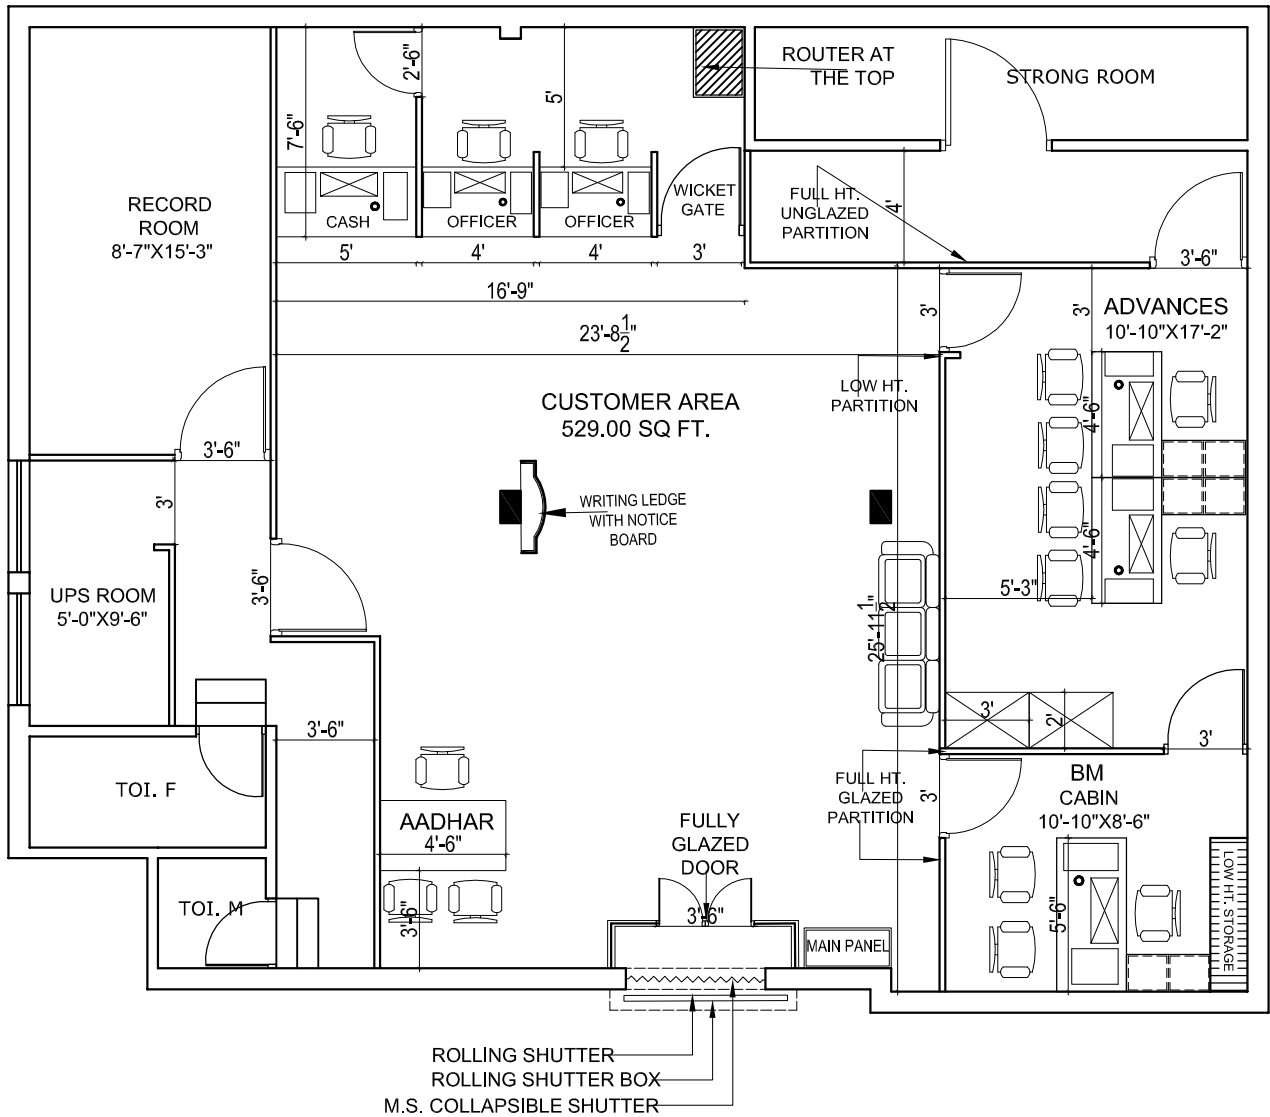 ROUTER AT
THE TOP
STRONG ROOM
2'-6"
5'
7'-6"
RECORD
ROOM
8'-7"X15'-3"
CASH
OFFICER
OFFICER
WICKET
GATE
FULL HT.
UNGLAZED
PARTITION
4'
5'
4'
4'
3'
3'-6"
16'-9"
23'-8 1/2"
3'
3'
ADVANCES
10'-10"X17'-2"
LOW HT.
PARTITION
CUSTOMER AREA
529.00 SQ FT.
4'-6"
3'-6"
3'
WRITING LEDGE
WITH NOTICE
BOARD
4'-6"
UPS ROOM
5'-0"X9'-6"
3'-6"
5'-3"
25'-11 1/2"
3'-6"
3'
2'
3'
TOI. F
FULL HT.
GLAZED
PARTITION
3'
BM
CABIN
10'-10"X8'-6"
AADHAR
4'-6"
FULLY
GLAZED
DOOR
3'-6"
TOI. M
3'-6"
5'-6"
LOW HT. STORAGE
MAIN PANEL
ROLLING SHUTTER
ROLLING SHUTTER BOX
M.S. COLLAPSIBLE SHUTTER